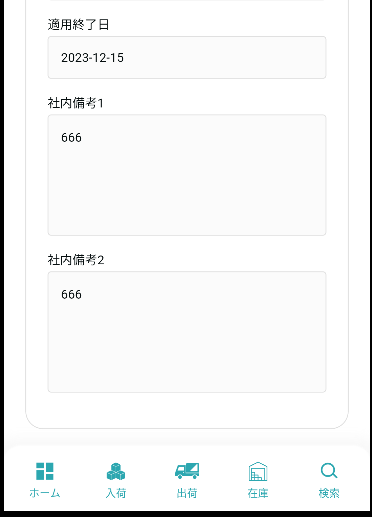 適用終了日
2023-12-15
社内備考1
666
社内備考2
666
ホーム 入荷 出荷 在庫 検索